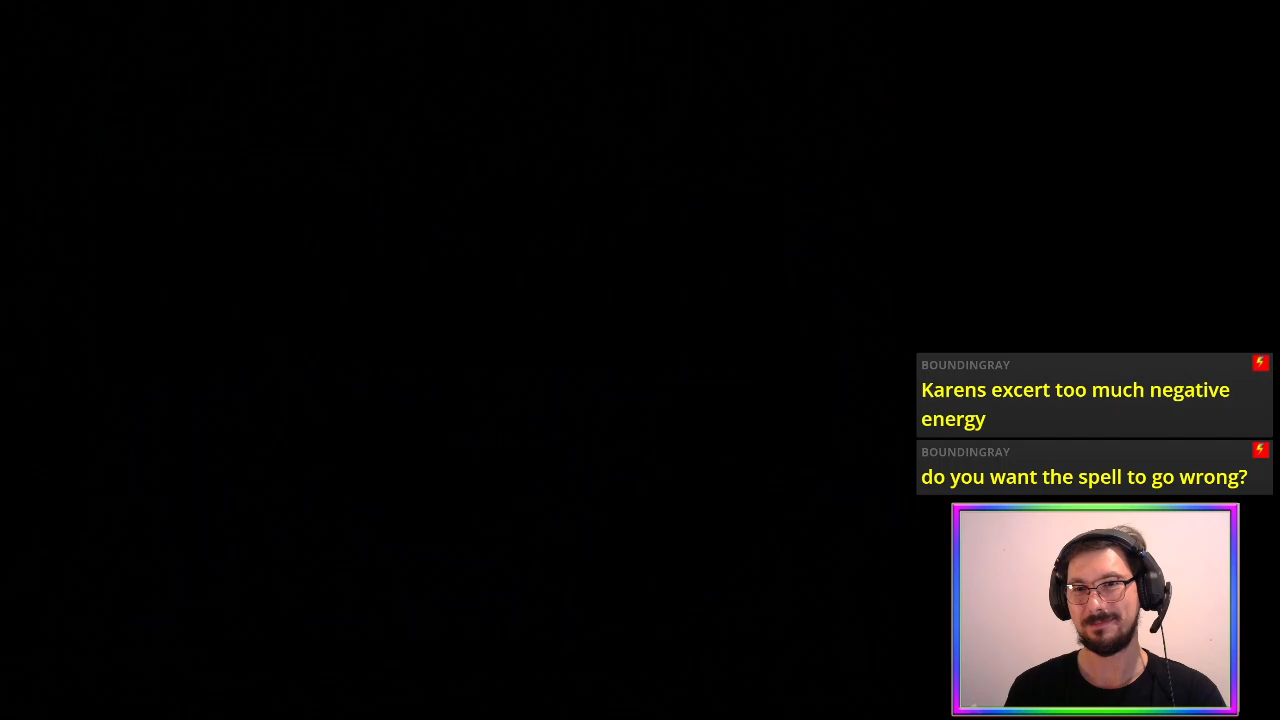 BOUNDINGRAY
Karens excert too much negative
energy
BOUNDINGRAY
do you want the spell to go wrong?